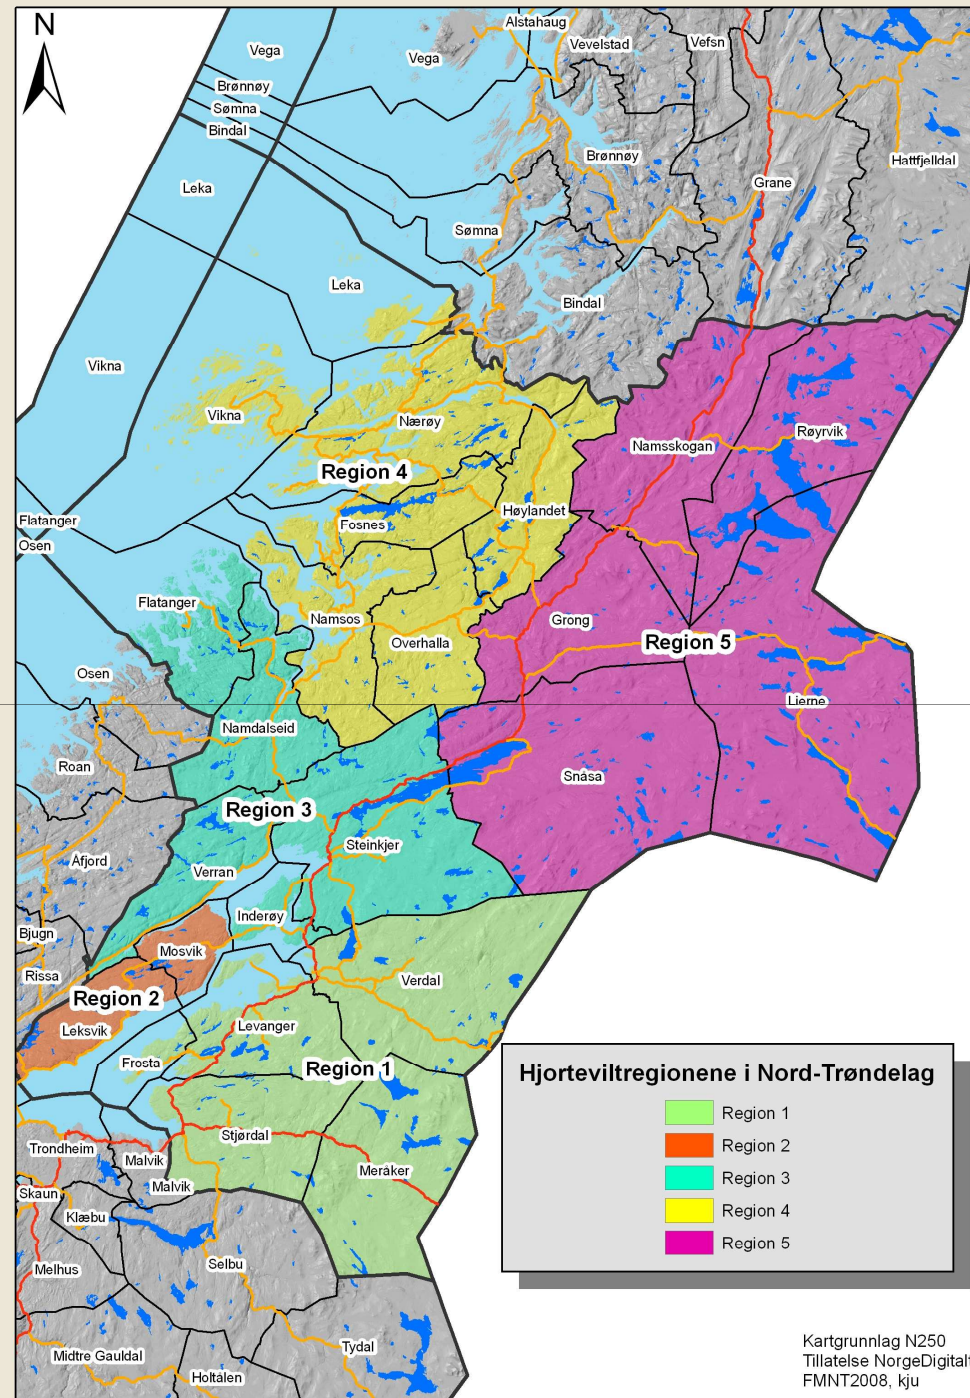 N
Alstahaug
Vega
Vega
Vevelstad
Vefsn
Brønnøy
Sømna
Bindal
Brønnøy
Hattfjelldal
Leka
Grane
Sømna
Leka
Bindal
Vikna
Vikna
Nærøy
Røyrvik
Namsskogan
Region 4
Høylandet
Flatanger
Fosnes
Osen
Flatanger
Namsos
Grong
Overhalla
Region 5
Osen
Lierne
Namdalseid
Roan
Snåsa
Region 3
Steinkjer
Åfjord
Verran
Inderøy
Bjugn
Mosvik
Rissa
Verdal
Region 2
Leksvik
Levanger
Frosta
Region 1
Stjørdal
Trondheim
Malvik
Meråker
Malvik
Skaun
Klæbu
Selbu
Melhus
Tydal
Midtre Gauldal
Holtålen
Hjorteviltregionene i Nord-Trøndelag
Region 1
Region 2
Region 3
Region 4
Region 5
Kartgrunnlag N250
Tillatelse NorgeDigitalt
FMNT2008, kju